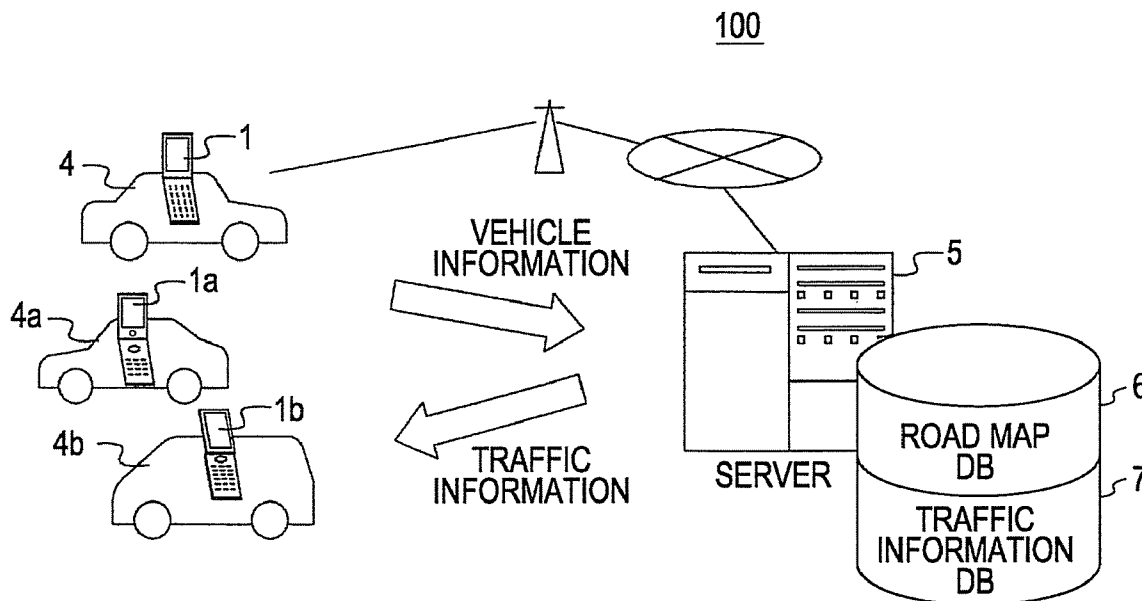 100
1
4
VEHICLE
INFORMATION
5
1a
4a
1b
4b
TRAFFIC
INFORMATION
SERVER
6
ROAD MAP
DB
7
TRAFFIC
INFORMATION
DB